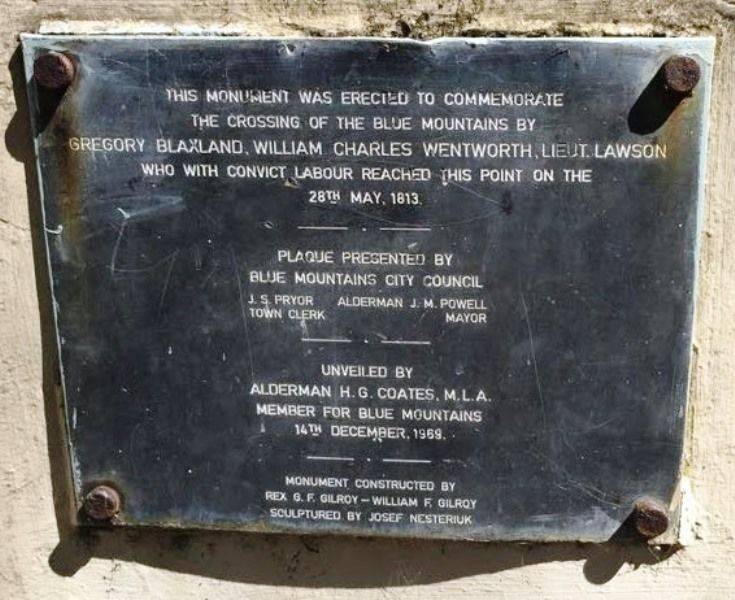 THIS MONUMENT WAS ERECTED TO COMMEMORATE
THE CROSSING OF THE BLUE MOUNTAINS BY
GREGORY BLAXLAND, WILLIAM CHARLES WENTWORTH, LIEUT. LAWSON
WHO WITH CONVICT LABOUR REACHED THIS POINT ON THE
28TH MAY, 1813.
PLAQUE PRESENTED BY
BLUE MOUNTAINS CITY COUNCIL
J. S. PRYOR ALDERMAN J. M. POWELL
TOWN CLERK MAYOR
UNVEILED BY
ALDERMAN H. G. COATES, M.L.A.
MEMBER FOR BLUE MOUNTAINS
14TH DECEMBER, 1969.
MONUMENT CONSTRUCTED BY
REX G. F. GILROY — WILLIAM F. GILROY
SCULPTURED BY JOSEF NESTERIUK